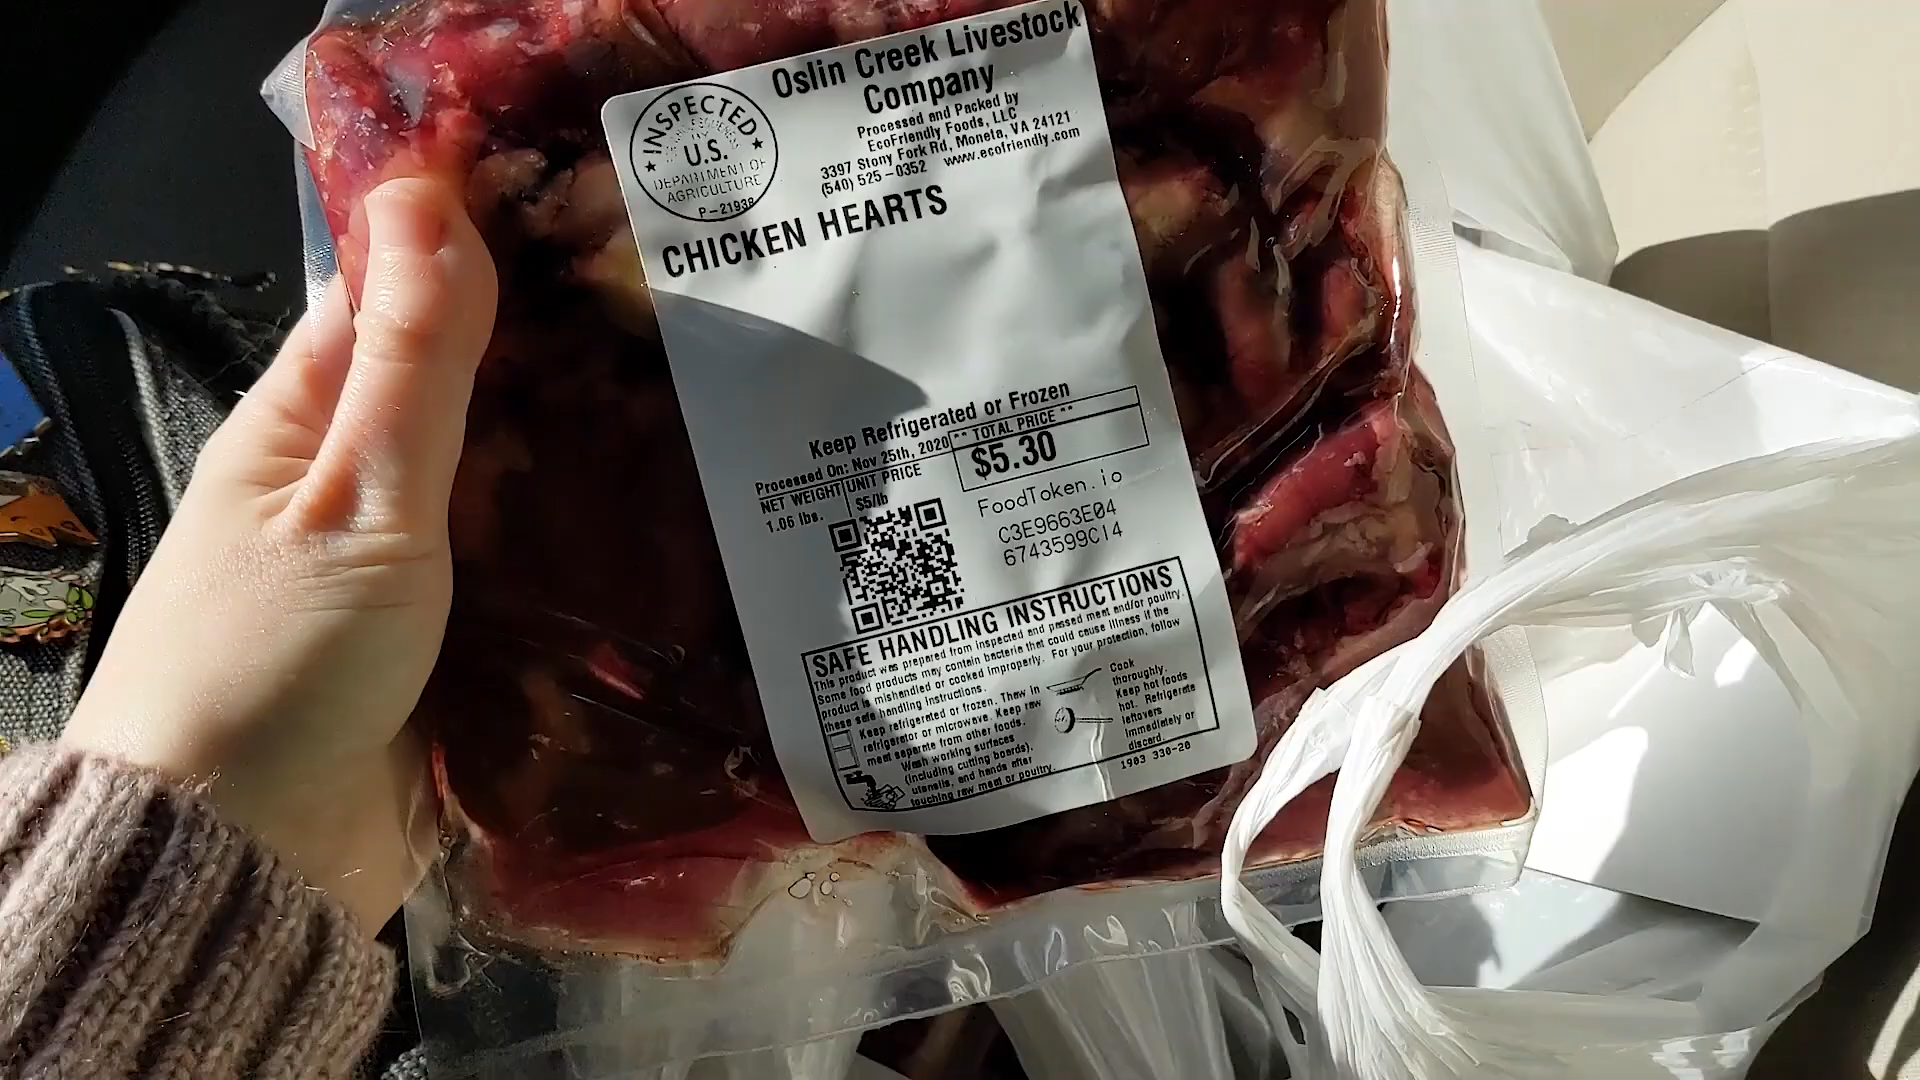 Oslin Creek Livestock
Company
Processed and Packed by
EcoFriendly Foods, LLC
3397 Stony Fork Rd, Moneta, VA 24121
(540) 525-0352 www.ecofriendly.com
INSPECTED
U.S.
DEPARTMENT OF
AGRICULTURE
P-21938
CHICKEN HEARTS
Keep Refrigerated or Frozen
Processed On: Nov 25th, 2020
** TOTAL PRICE **
$5.30
NET WEIGHT UNIT PRICE
1.06 lbs. $5/lb
FoodToken.io
C3E9663E04
6743599C14
SAFE HANDLING INSTRUCTIONS
This product was prepared from inspected and passed meat and/or poultry.
Some food products may contain bacteria that could cause illness if the
product is mishandled or cooked improperly. For your protection, follow
these safe handling instructions.
Keep refrigerated or frozen. Thaw in
refrigerator or microwave. Keep raw
meat separate from other foods.
Wash working surfaces
(including cutting boards),
utensils, and hands after
touching raw meat or poultry.
Cook
thoroughly.
Keep hot foods
hot. Refrigerate
leftovers
immediately or
discard.
1903 330-20